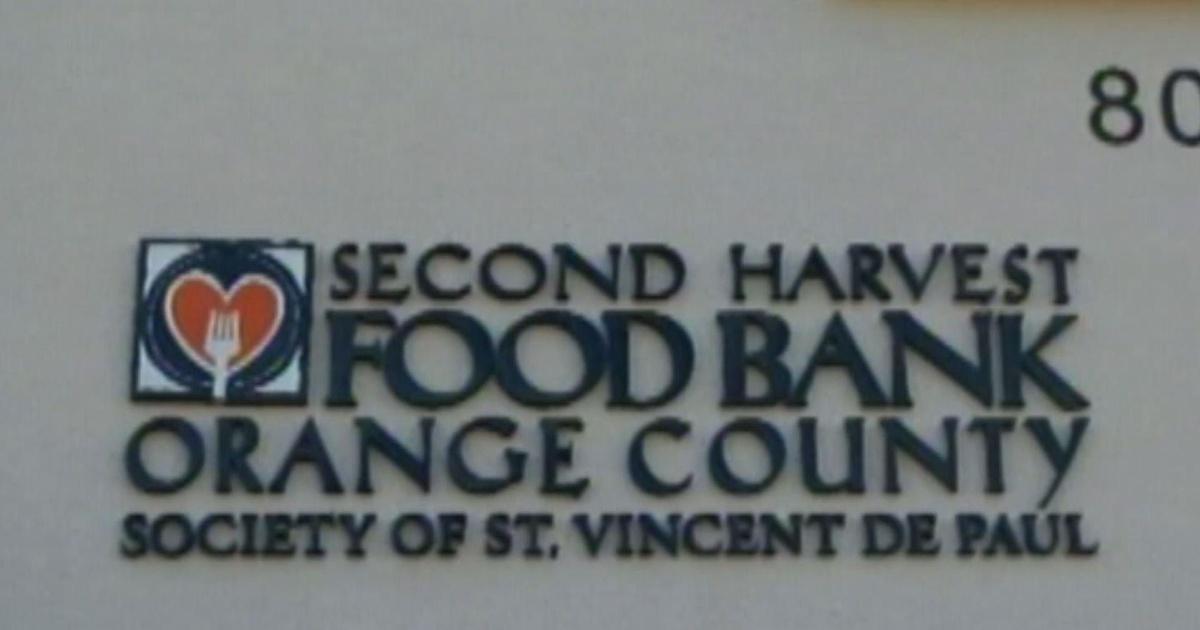 80
SECOND HARVEST
FOOD BANK
ORANGE COUNTY
SOCIETY OF ST. VINCENT DE PAUL